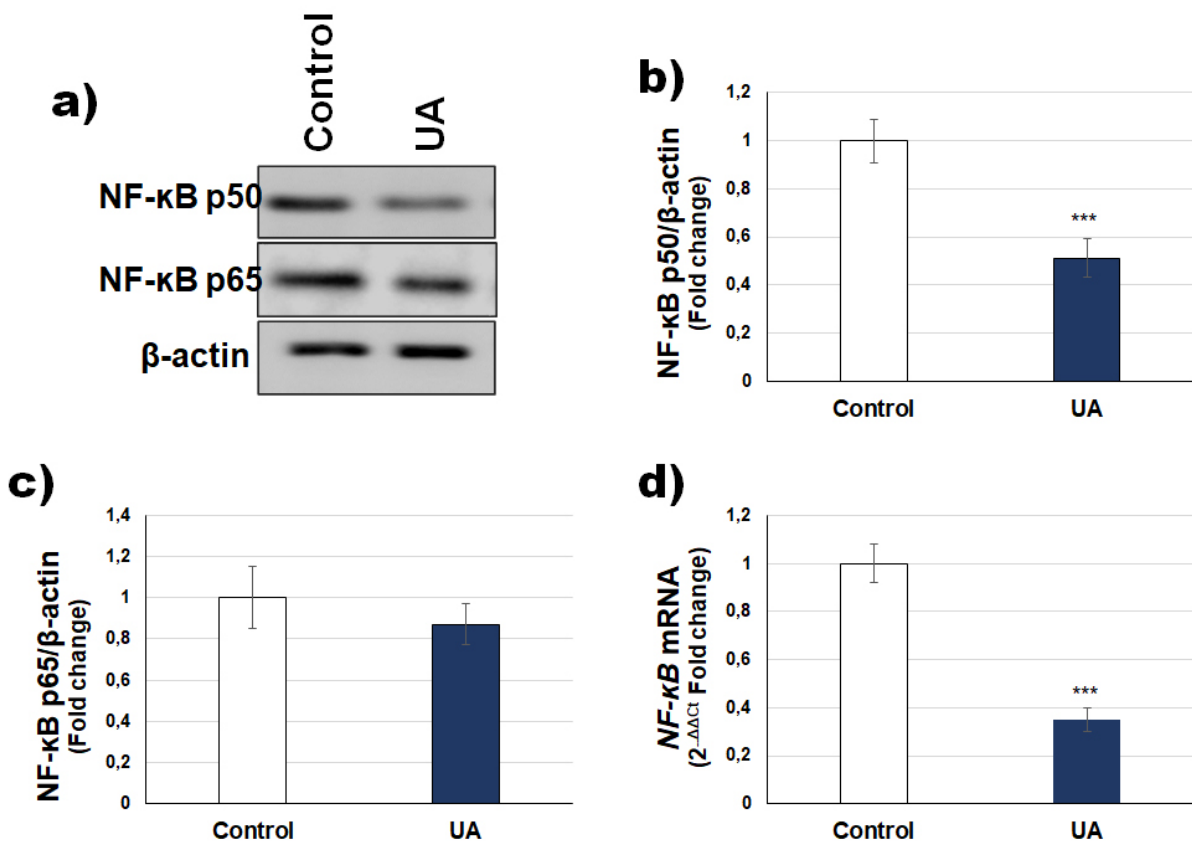 a)
Control
UA
NF-κB p50
NF-κB p65
β-actin
b)
NF-κB p50/β-actin
(Fold change)
1,2
1
0,8
0,6
0,4
0,2
0
***
Control
UA
c)
NF-κB p65/β-actin
(Fold change)
1,4
1,2
1
0,8
0,6
0,4
0,2
0
Control
UA
d)
NF-κB mRNA
(2-ΔΔCt Fold change)
1,2
1
0,8
0,6
0,4
0,2
0
***
Control
UA